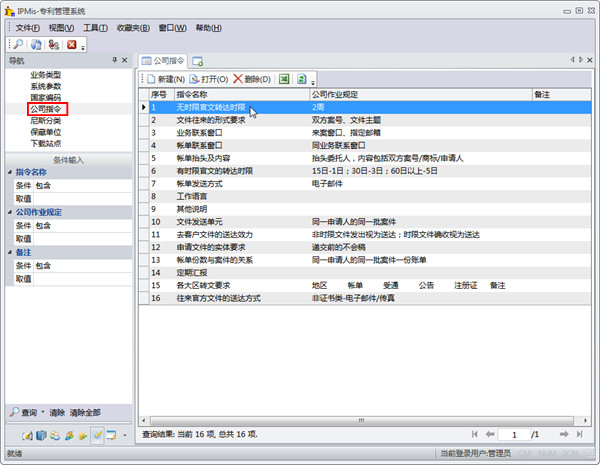 IPMis-专利管理系统
文件(F) 视图(V) 工具(T) 收藏夹(B) 窗口(W) 帮助(H)
导航
业务类型
系统参数
国家编码
公司指令
尼斯分类
保藏单位
下载站点
条件输入
指令名称
条件 包含
取值
公司作业规定
条件 包含
取值
备注
条件 包含
取值
查询 清除 清除全部
公司指令
新建(N) 打开(O) 删除(D)
序号 指令名称 公司作业规定 备注
1 无时限官文转达时限 2周
2 文件往来的形式要求 双方案号、文件主题
3 业务联系窗口 来案窗口、指定邮箱
4 帐单联系窗口 同业务联系窗口
5 帐单抬头及内容 抬头委托人，内容包括双方案号/商标/申请人
6 有时限官文的转达时限 15日-1日；30日-3日；60日以上-5日
7 帐单发送方式 电子邮件
8 工作语言
9 其他说明
10 文件发送单元 同一申请人的同一批案件
11 去客户文件的送达效力 非时限文件发出视为送达；时限文件确收视为送达
12 申请文件的实体要求 递交前的不会稿
13 帐单份数与案件的关系 同一申请人的同一批案件一份账单
14 定期汇报
15 各大区转文要求 地区 帐单 受通 公告 注册证 备注
16 往来官方文件的送达方式 非证书类-电子邮件/传真
查询结果: 当前 16 项, 总共 16 项。
1 /1
就绪
当前登录用户:管理员 CAP NUM SCRL